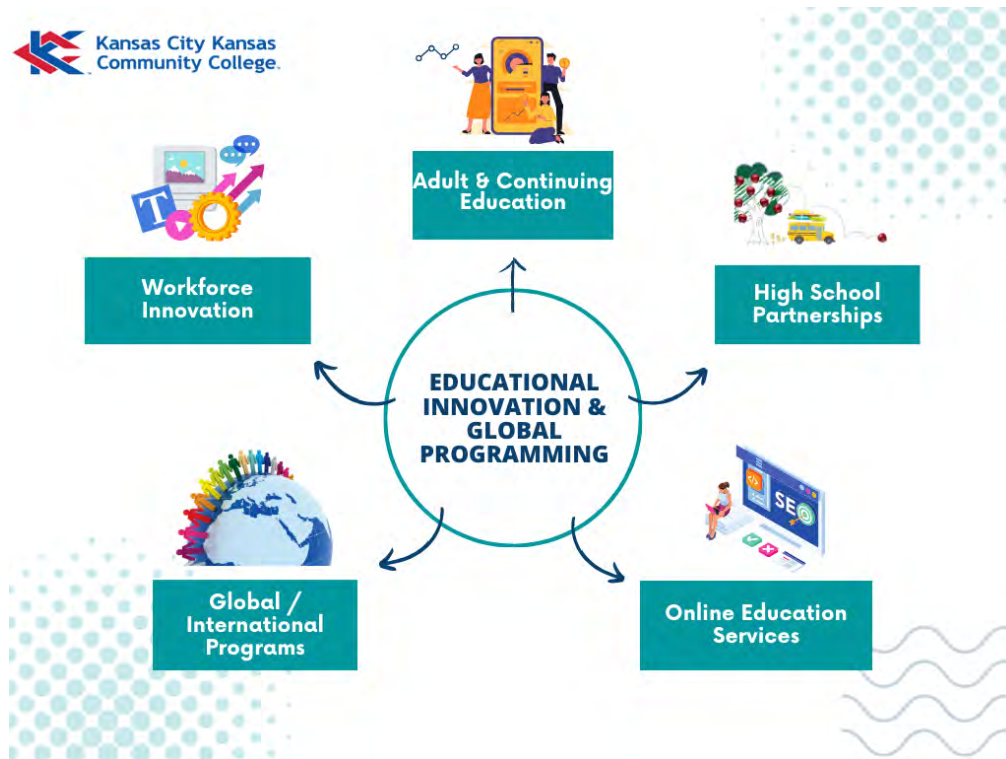 Kansas City Kansas
Community College.
Adult & Continuing
Education
Workforce
Innovation
High School
Partnerships
EDUCATIONAL
INNOVATION &
GLOBAL
PROGRAMMING
T
SEO
Global /
International
Programs
Online Education
Services